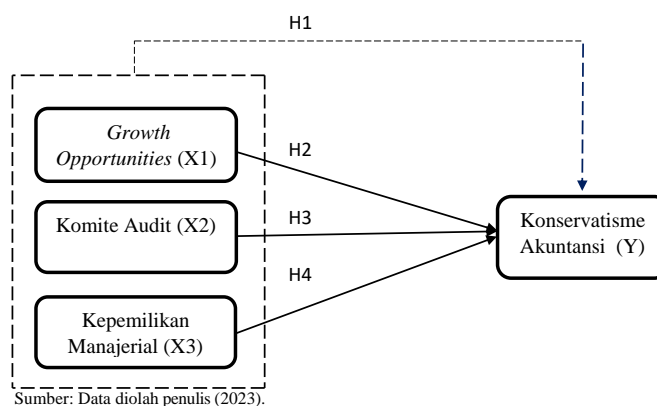 H1
Growth
Opportunities (X1)
H2
Komite Audit (X2)
H3
Konservatisme
Akuntansi (Y)
H4
Kepemilikan
Manajerial (X3)
Sumber: Data diolah penulis (2023).